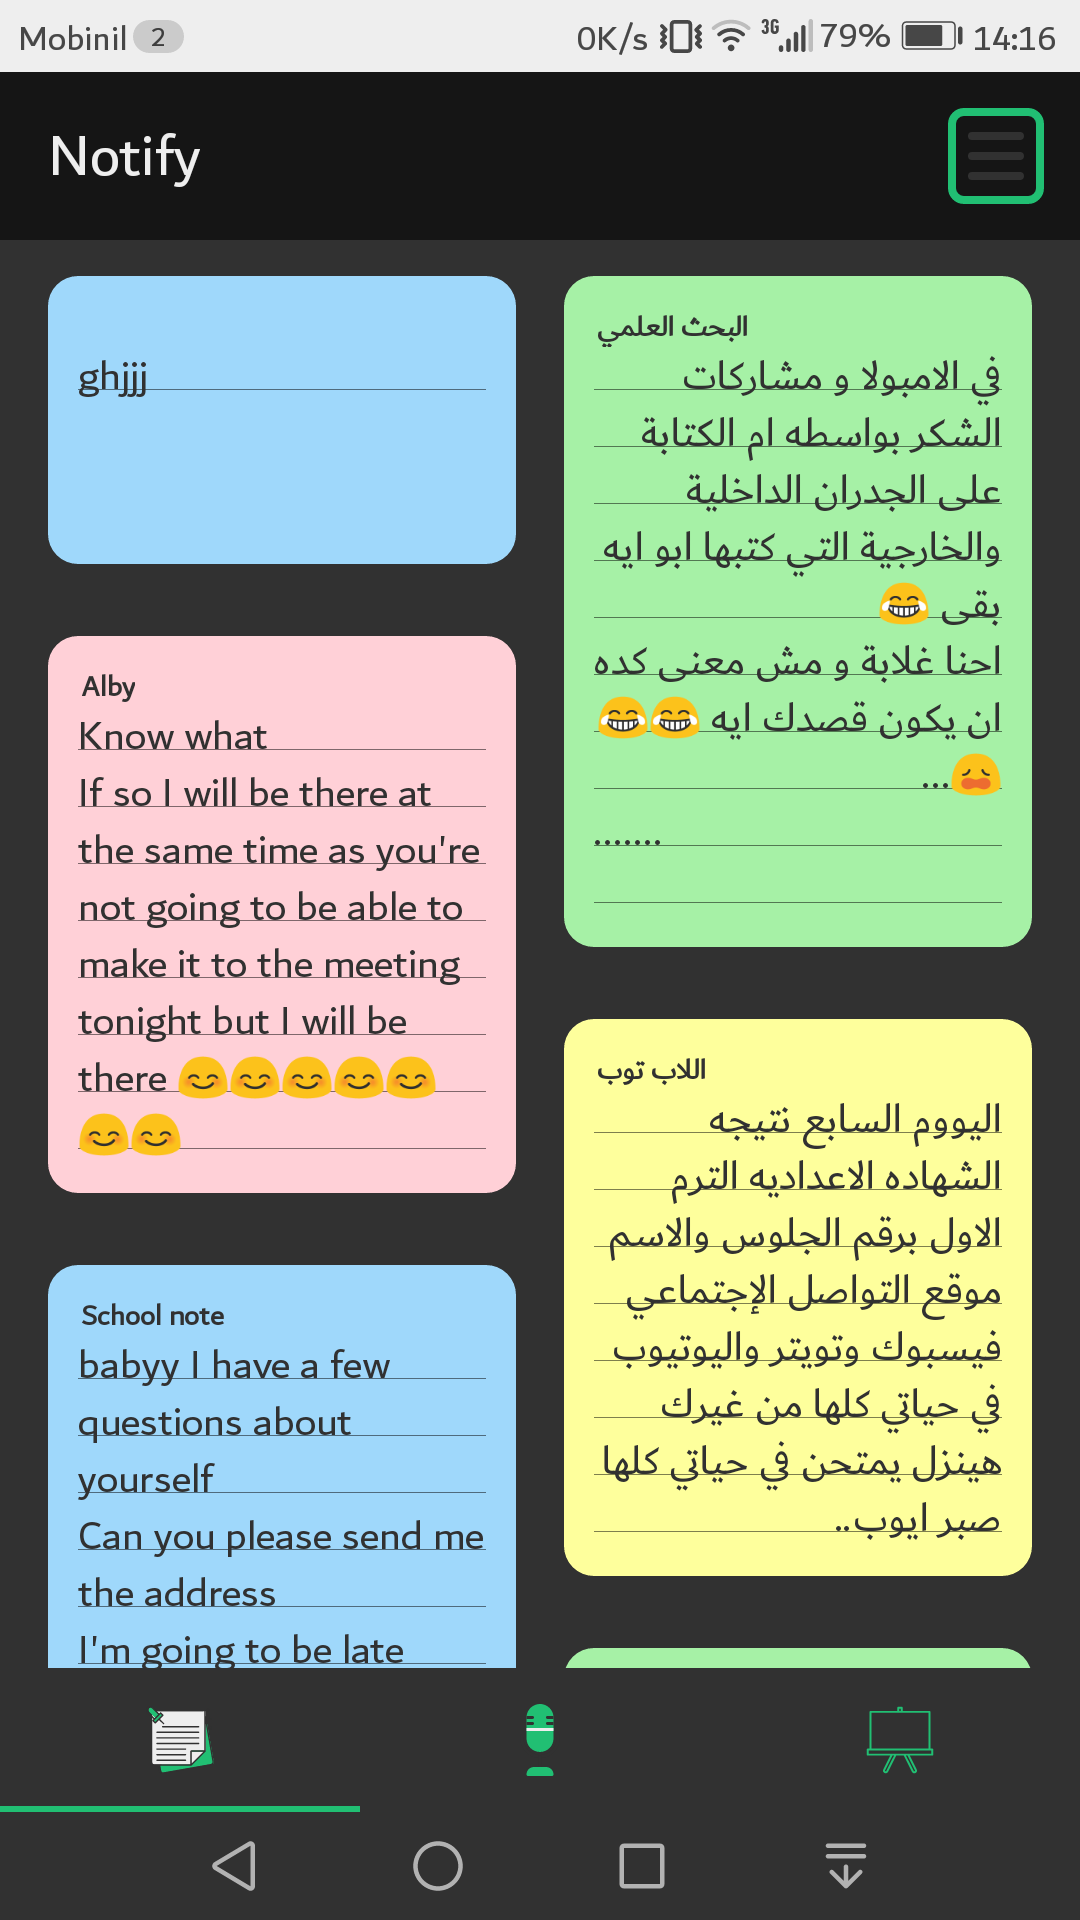 Mobinil 2 0K/s 3G 79% 14:16
Notify
ghjjj
Alby
Know what
If so I will be there at
the same time as you're
not going to be able to
make it to the meeting
tonight but I will be
there 😊😊😊😊😊
😊😊
School note
babyy I have a few
questions about
yourself
Can you please send me
the address
I'm going to be late
البحث العلمي
في الامبولا و مشاركات
الشكر بواسطه ام الكتابة
على الجدران الداخلية
والخارجية التي كتبها ابو ايه
بقى 😂
احنا غلابة و مش معنى كده
ان يكون قصدك ايه 😂😂
😩...
.......
اللاب توب
اليووم السابع نتيجه
الشهاده الاعداديه الترم
الاول برقم الجلوس والاسم
موقع التواصل الإجتماعي
فيسبوك وتويتر واليوتيوب
في حياتي كلها من غيرك
هينزل يمتحن في حياتي كلها
صبر ايوب..